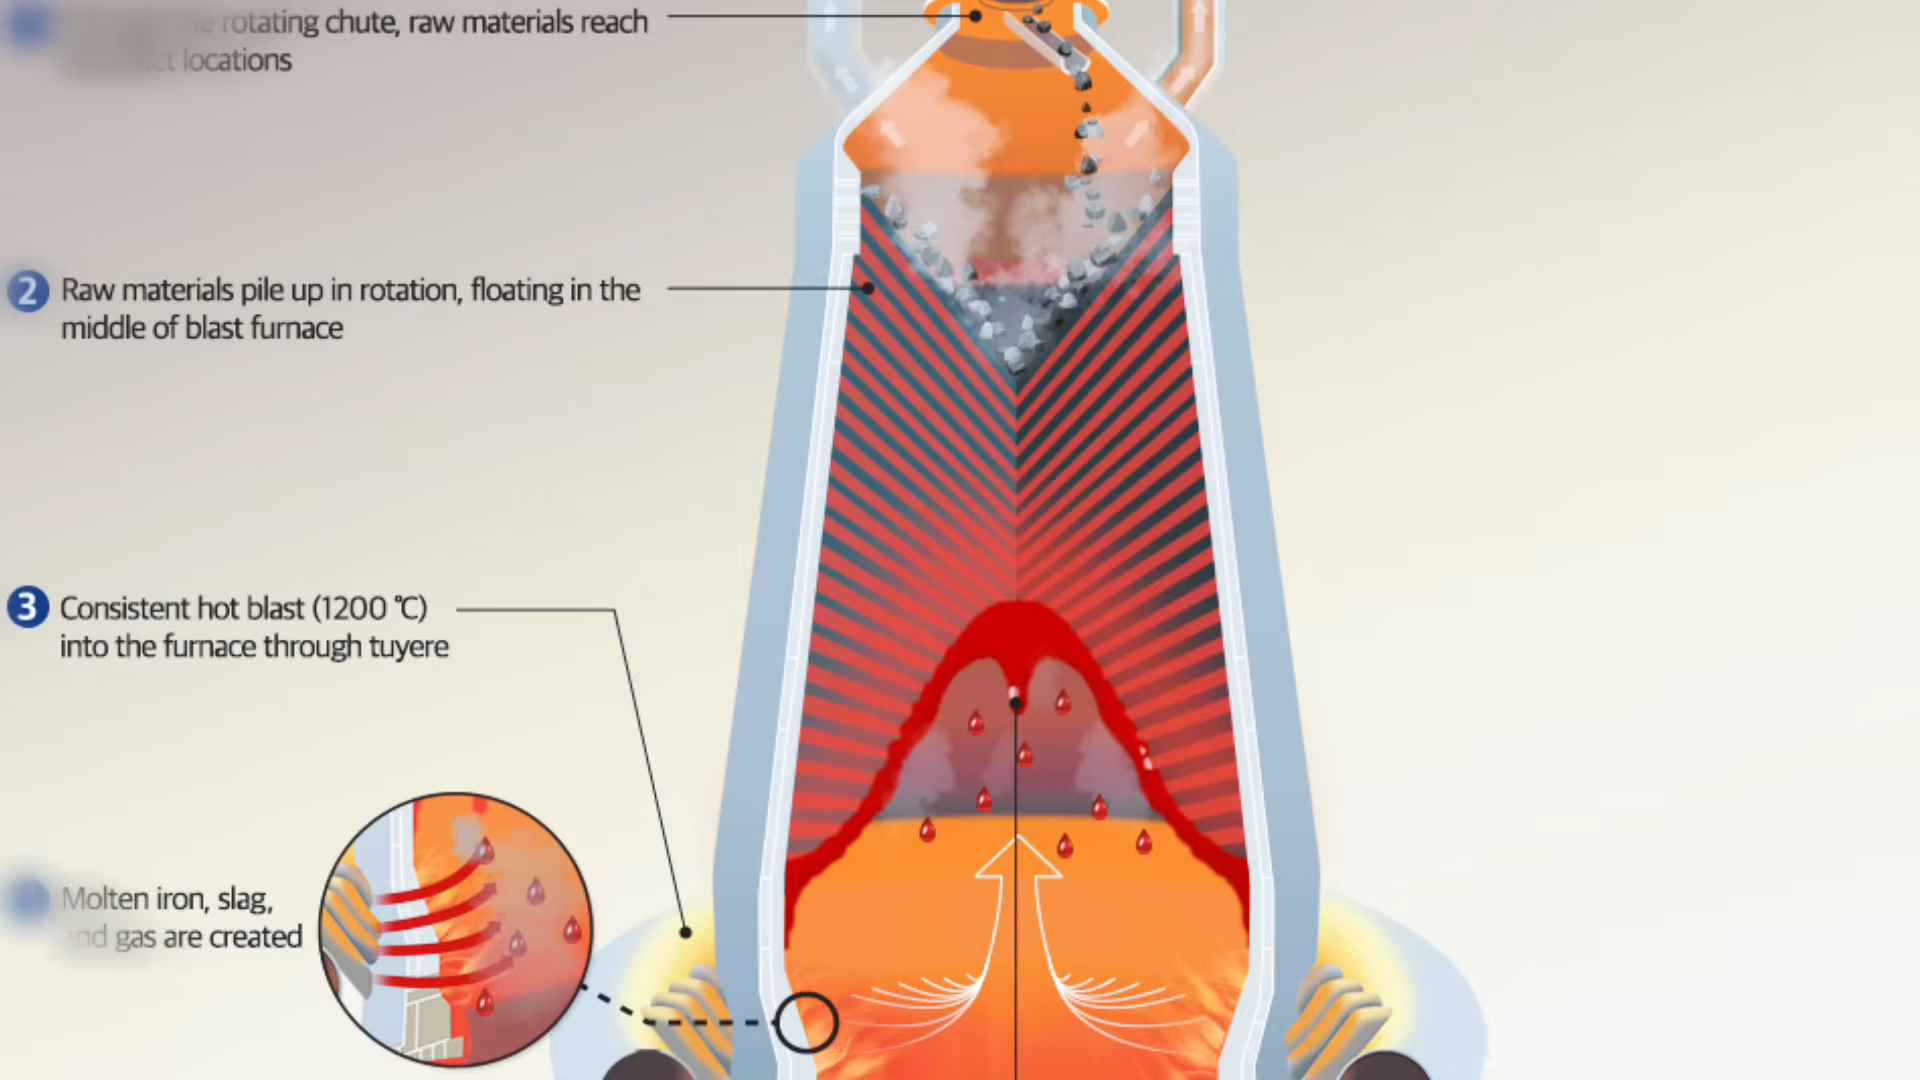 rotating chute, raw materials reach
locations
2 Raw materials pile up in rotation, floating in the
middle of blast furnace
3 Consistent hot blast (1200 ℃)
into the furnace through tuyere
Molten iron, slag,
and gas are created